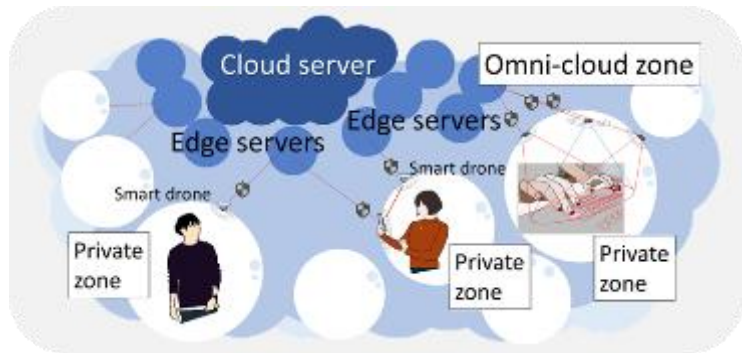 Cloud server
Omni-cloud zone
Edge servers
Edge servers
Smart drone
Smart drone
Private
zone
Private
zone
Private
zone